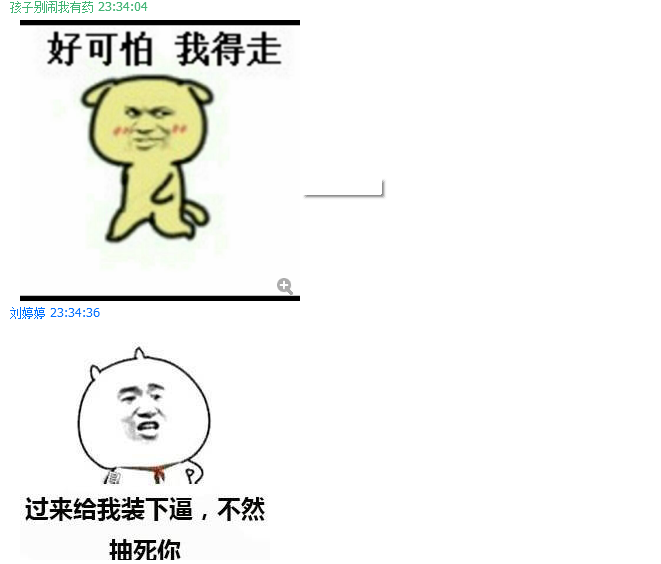 孩子别闹我有药 23:34:04
好可怕 我得走
刘婷婷 23:34:36
过来给我装下逼，不然
抽死你